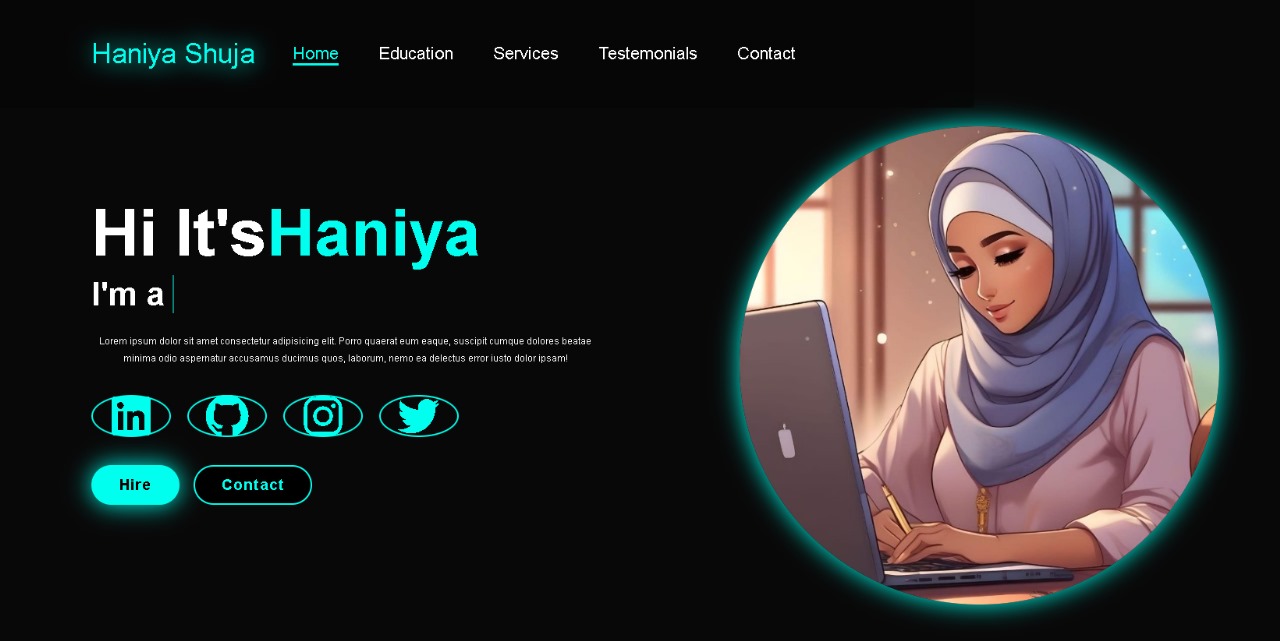 Haniya Shuja
Home Education Services Testemonials Contact
Hi It'sHaniya
I'm a
Lorem ipsum dolor sit amet consectetur adipisicing elit. Porro quaerat eum eaque, suscipit cumque dolores beatae
minima odio aspernatur accusamus ducimus quos, laborum, nemo ea delectus error iusto dolor ipsam!
in
Hire Contact